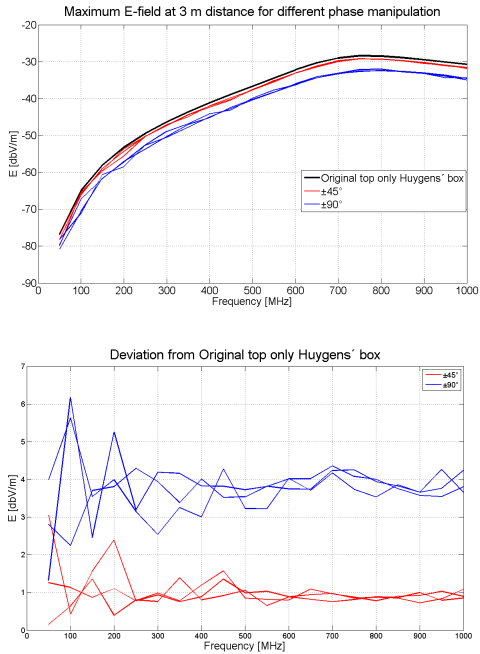 Maximum E-field at 3 m distance for different phase manipulation
-20
-30
-40
-50
-60
-70
-80
-90
E [dbV/m]
Original top only Huygens´ box
±45°
±90°
0 100 200 300 400 500 600 700 800 900 1000
Frequency [MHz]
Deviation from Original top only Huygens´ box
7
6
5
4
3
2
1
0
E [dbV/m]
±45°
±90°
0 100 200 300 400 500 600 700 800 900 1000
Frequency [MHz]